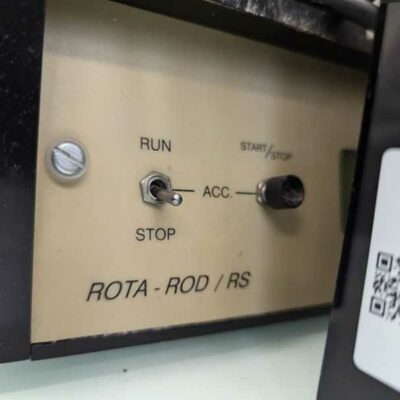 RUN
START/STOP
ACC.
STOP
ROTA-ROD / RS